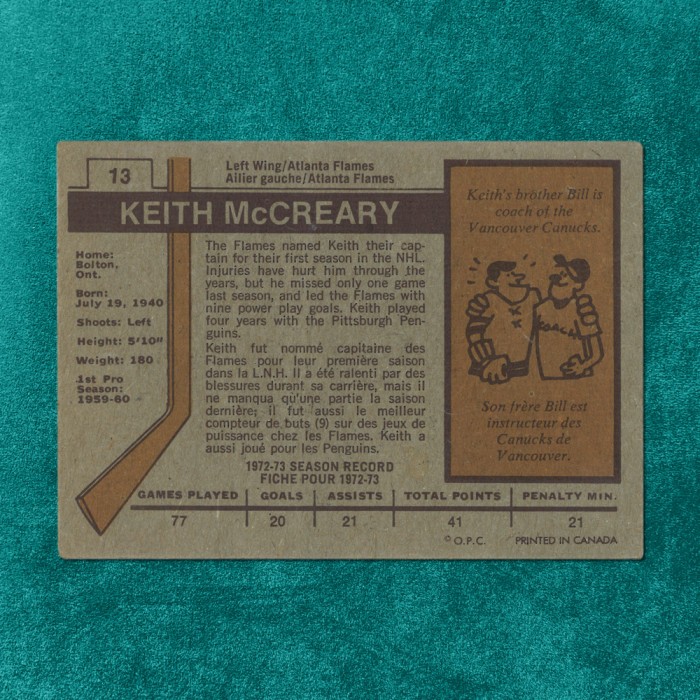 13
Left Wing/Atlanta Flames
Ailier gauche/Atlanta Flames
KEITH McCREARY
Home:
Bolton,
Ont.
Born:
July 19, 1940
Shoots: Left
Height: 5'10"
Weight: 180
1st Pro
Season:
1959-60
The Flames named Keith their cap-
tain for their first season in the NHL.
Injuries have hurt him through the
years, but he missed only one game
last season, and led the Flames with
nine power play goals. Keith played
four years with the Pittsburgh Pen-
guins.
Keith fut nommé capitaine des
Flames pour leur première saison
dans la L.N.H. Il a été ralenti par des
blessures durant sa carrière, mais il
ne manqua qu'une partie la saison
dernière; il fut aussi le meilleur
compteur de buts (9) sur des jeux de
puissance chez les Flames. Keith a
aussi joué pour les Penguins.
Keith's brother Bill is
coach of the
Vancouver Canucks.
COACH
Son frère Bill est
instructeur des
Canucks de
Vancouver.
1972-73 SEASON RECORD
FICHE POUR 1972-73
GAMES PLAYED GOALS ASSISTS TOTAL POINTS PENALTY MIN.
77 20 21 41 21
© O.P.C. PRINTED IN CANADA